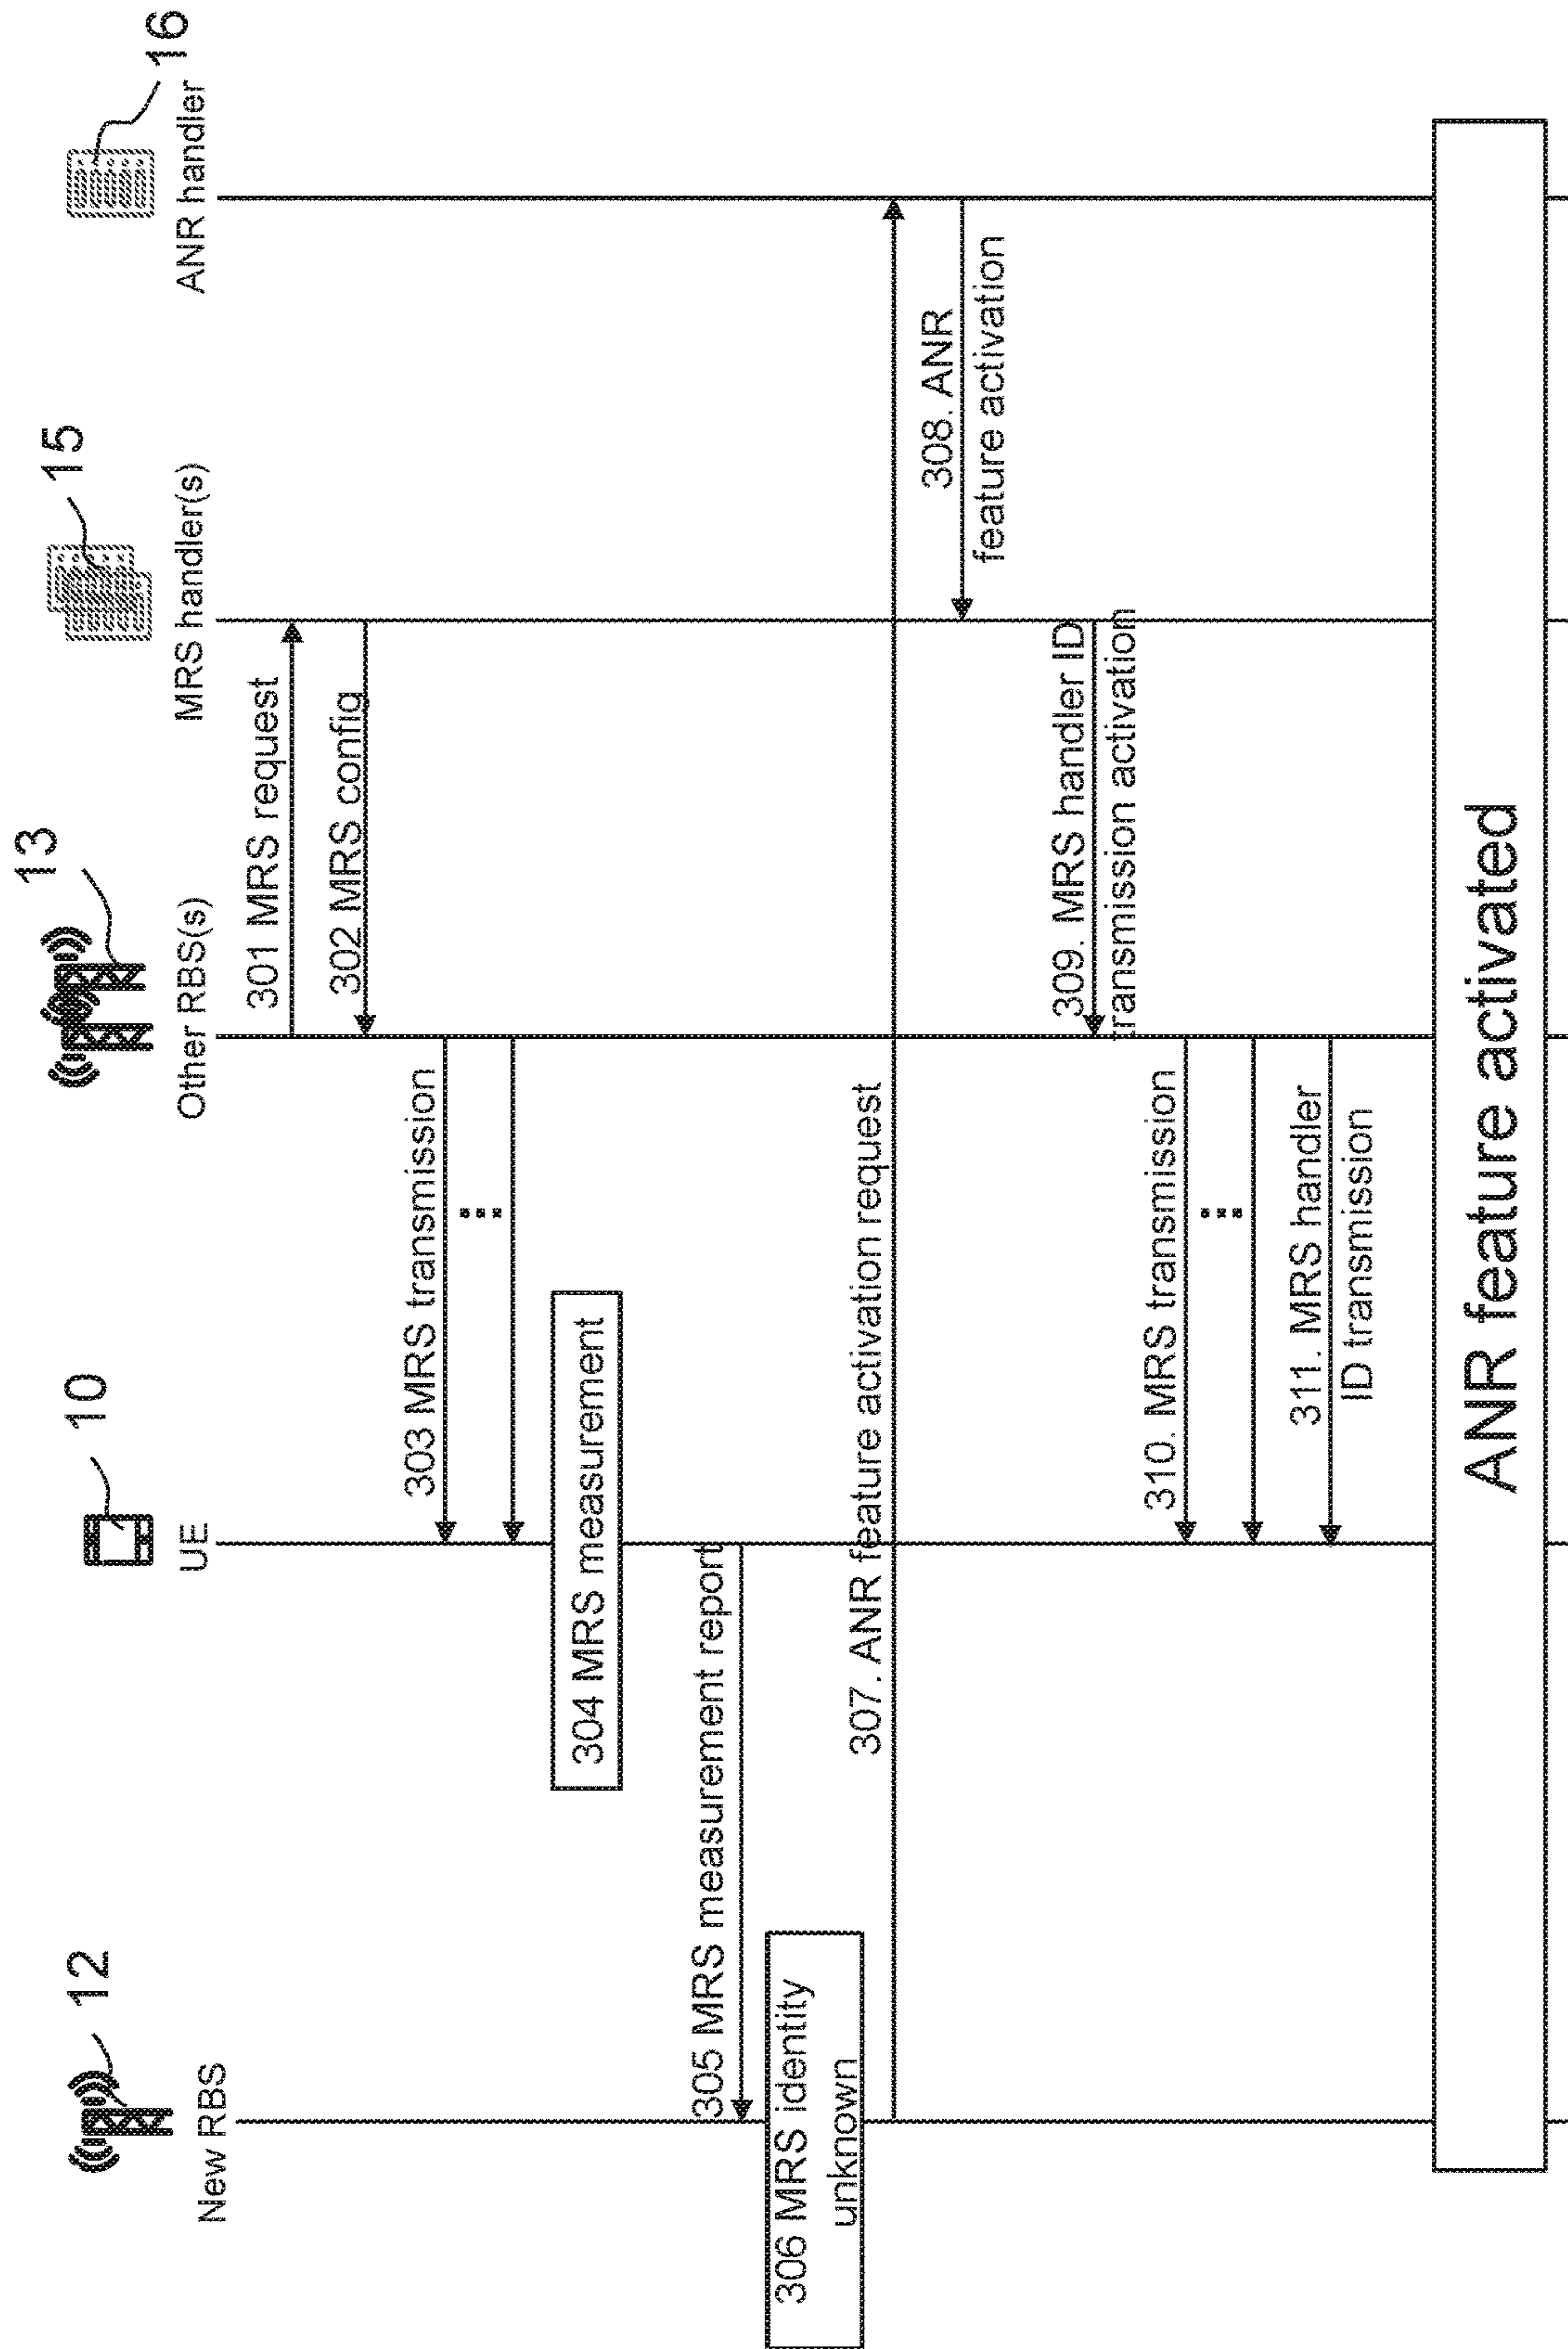 12
New RBS
10
UE
13
Other RBS(s)
15
MRS handler(s)
16
ANR handler
301 MRS request
302 MRS config
303 MRS transmission
...
304 MRS measurement
305 MRS measurement report
306 MRS identity
unknown
307. ANR feature activation request
308. ANR
feature activation
309. MRS handler ID
transmission activation
310. MRS transmission
...
311. MRS handler
ID transmission
ANR feature activated